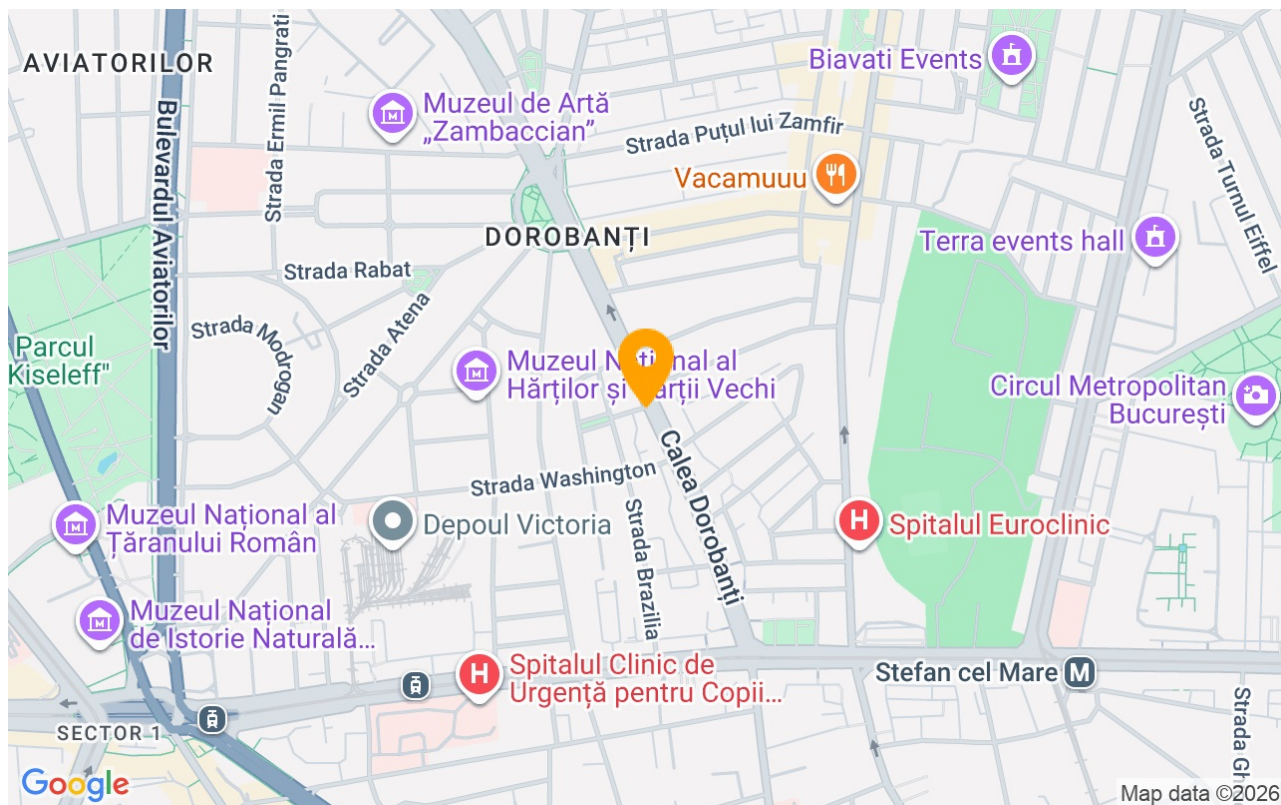 AVIATORILOR
Strada Ermil Pangrati
Bulevardul Aviatorilor
Muzeul de Artă
„Zambaccian”
Biavati Events
Strada Puțul lui Zamfir
Vacamuuu
Strada Turnul Eiffel
DOROBANȚI
Terra events hall
Strada Rabat
Strada Modrogan
Strada Atena
Parcul
Kiseleff"
Muzeul Național al
Hărților și
Vechi
Circul Metropolitan
București
Calea Dorobanți
Strada Washington
Strada Brazilia
Muzeul Național al
Țăranului Român
Depoul Victoria
H
Spitalul Euroclinic
Muzeul Național
de Istorie Naturală...
H
Spitalul Clinic de
Urgență pentru Copii...
Stefan cel Mare
M
SECTOR 1
Strada Gh
Google
Map data ©2026